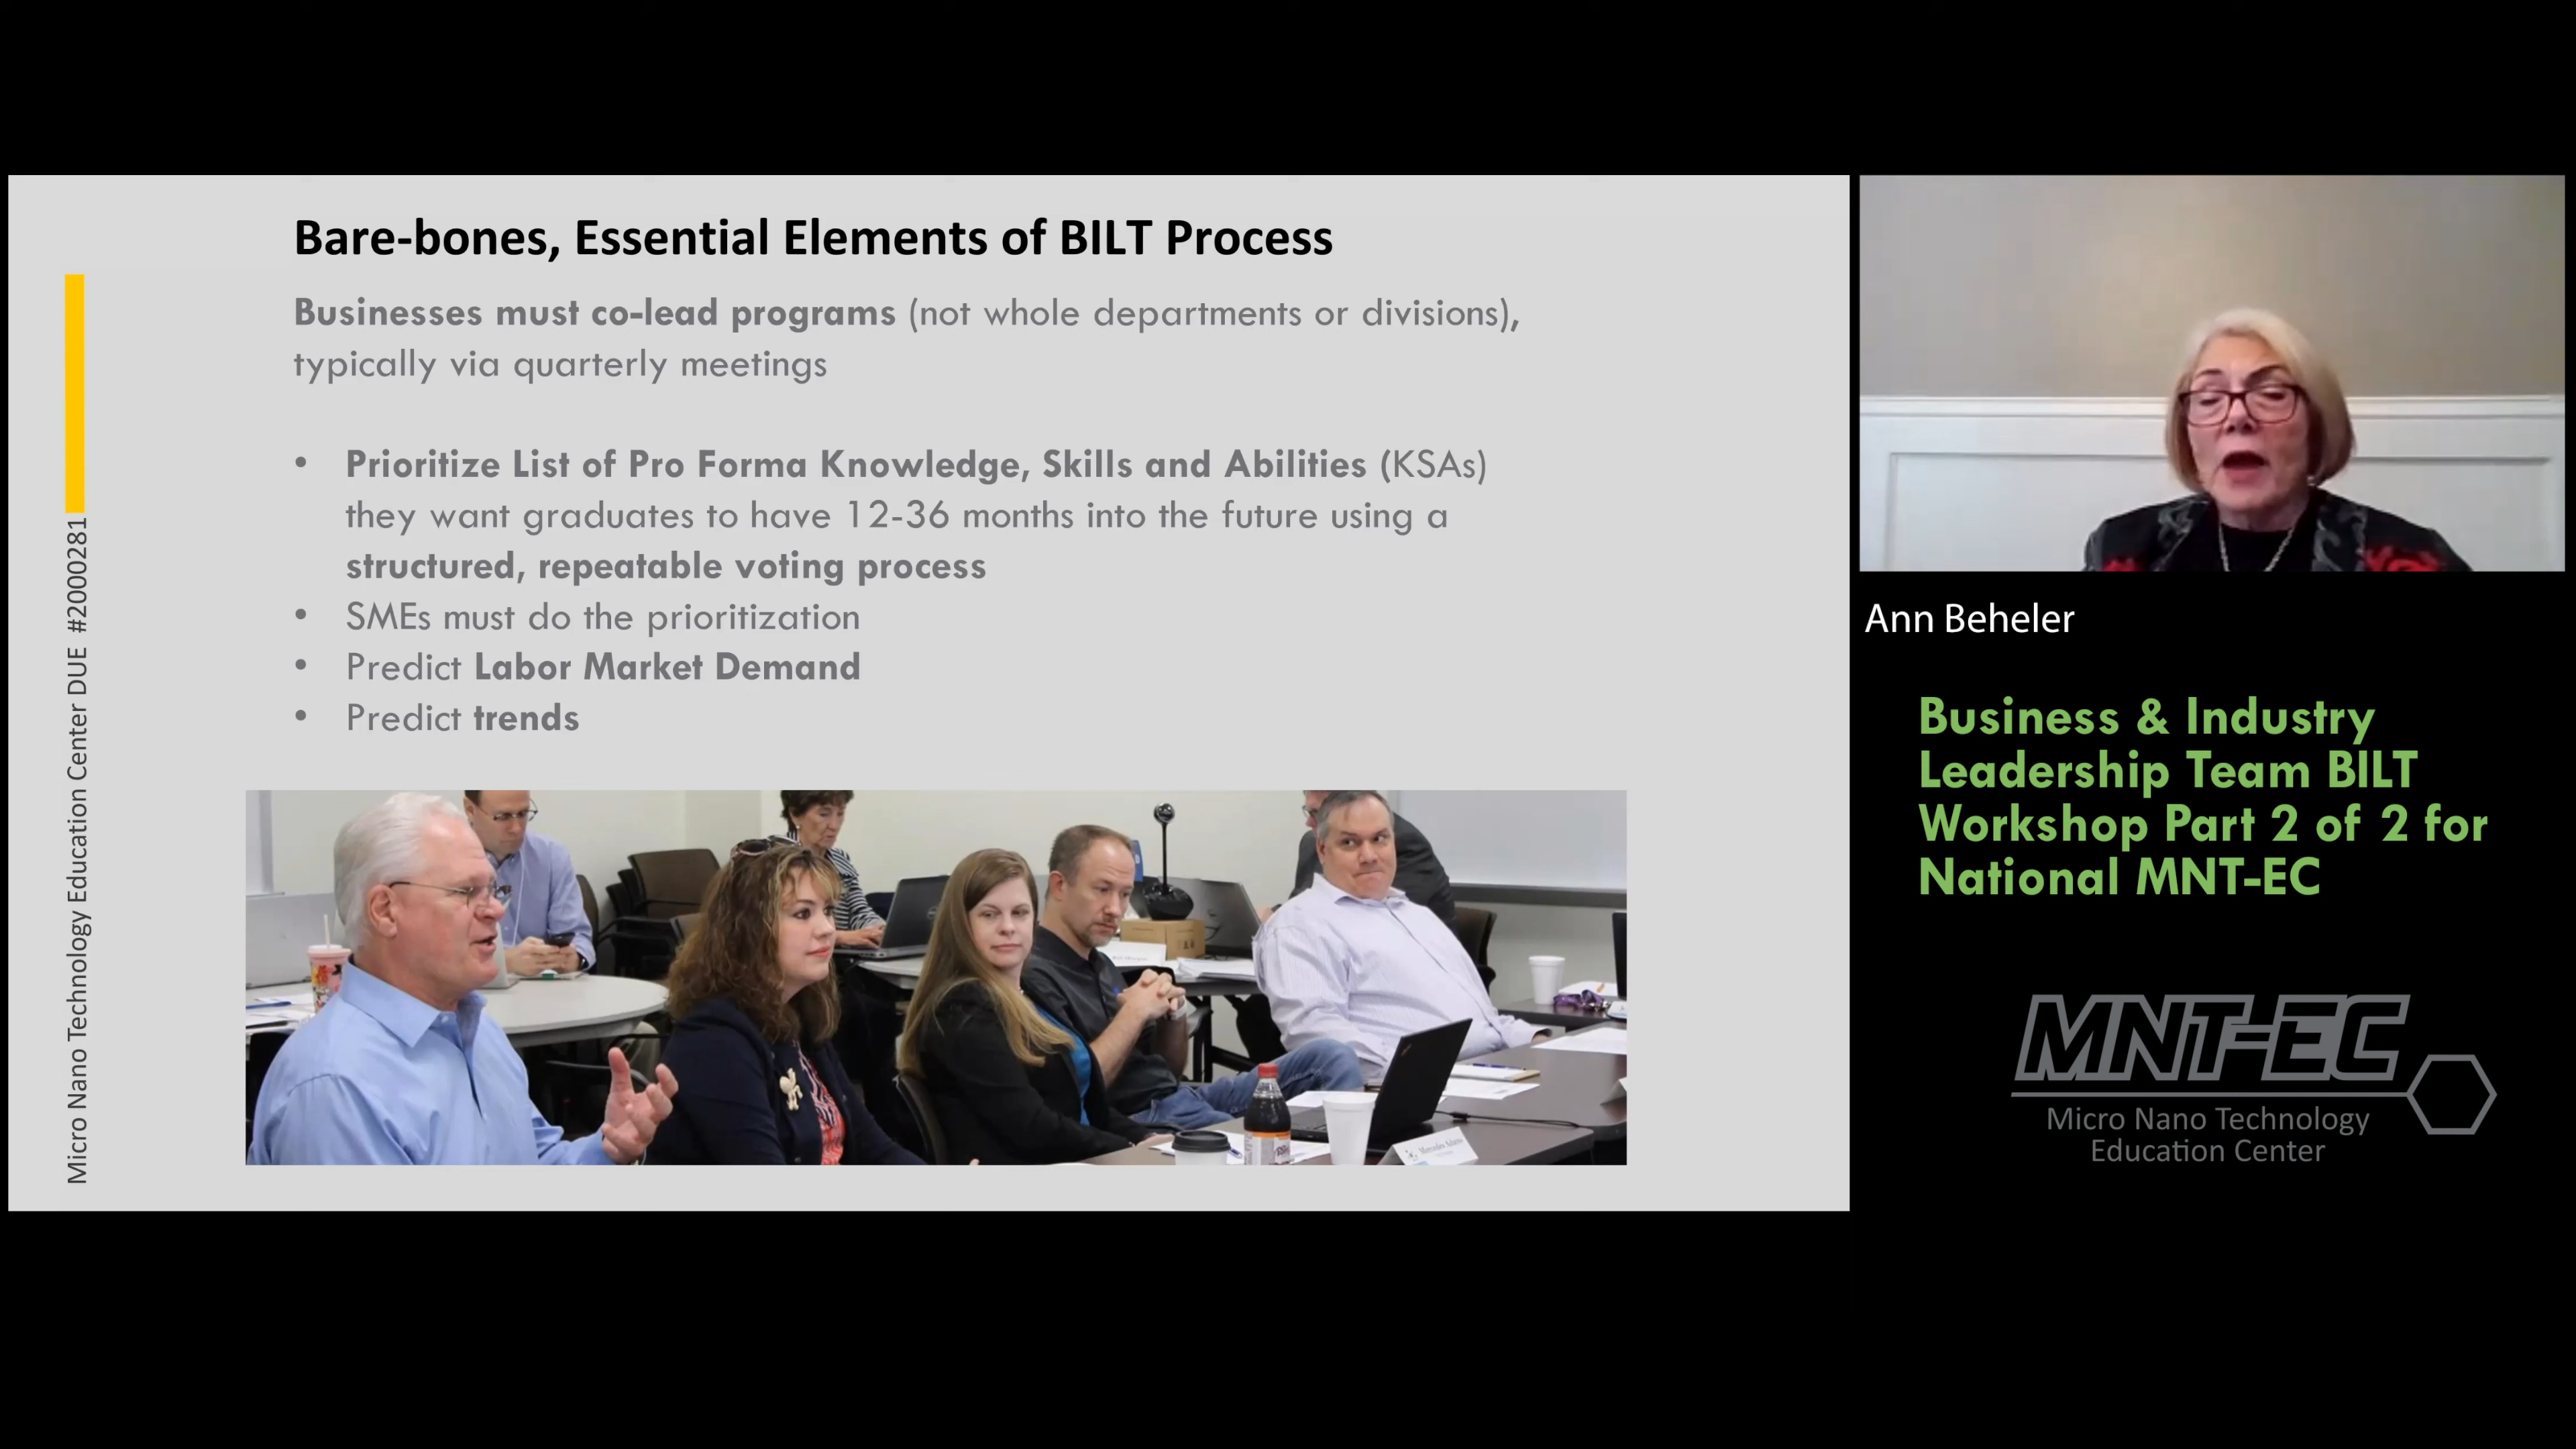 Bare-bones, Essential Elements of BILT Process
Businesses must co-lead programs (not whole departments or divisions),
typically via quarterly meetings
• Prioritize List of Pro Forma Knowledge, Skills and Abilities (KSAs)
they want graduates to have 12-36 months into the future using a
structured, repeatable voting process
• SMEs must do the prioritization
• Predict Labor Market Demand
• Predict trends
Micro Nano Technology Education Center DUE #2000281
Ann Beheler
Business & Industry
Leadership Team BILT
Workshop Part 2 of 2 for
National MNT-EC
MNT-EC
Micro Nano Technology
Education Center